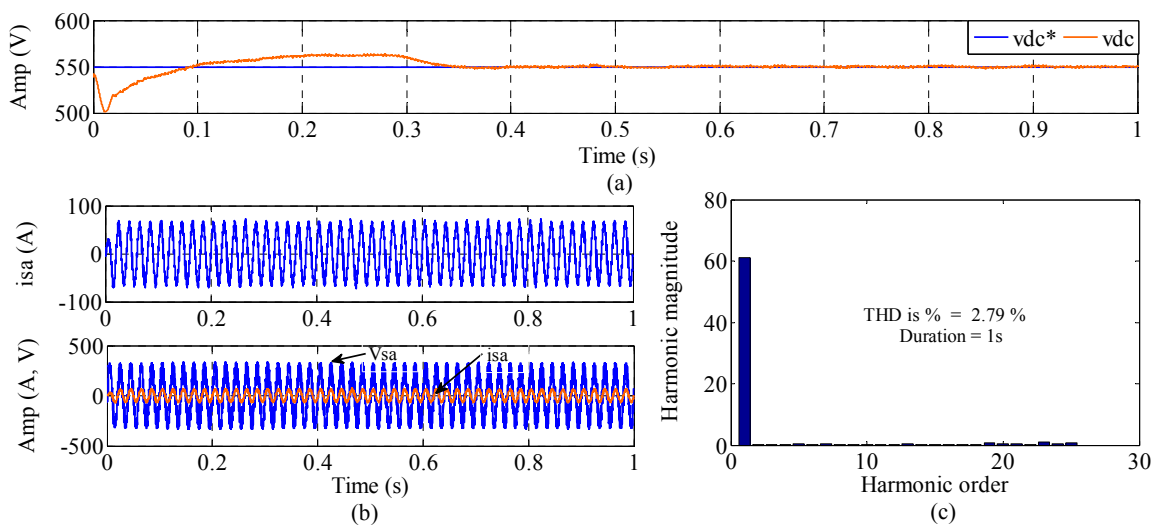 600
550
500
Amp (V)
vdc* vdc
0 0.1 0.2 0.3 0.4 0.5 0.6 0.7 0.8 0.9 1
Time (s)
(a)
100
0
-100
isa (A)
0 0.2 0.4 0.6 0.8 1
500
0
-500
Amp (A, V)
Vsa isa
0 0.2 0.4 0.6 0.8 1
Time (s)
(b)
80
60
40
20
0
Harmonic magnitude
THD is % = 2.79 %
Duration = 1s
0 10 20 30
Harmonic order
(c)